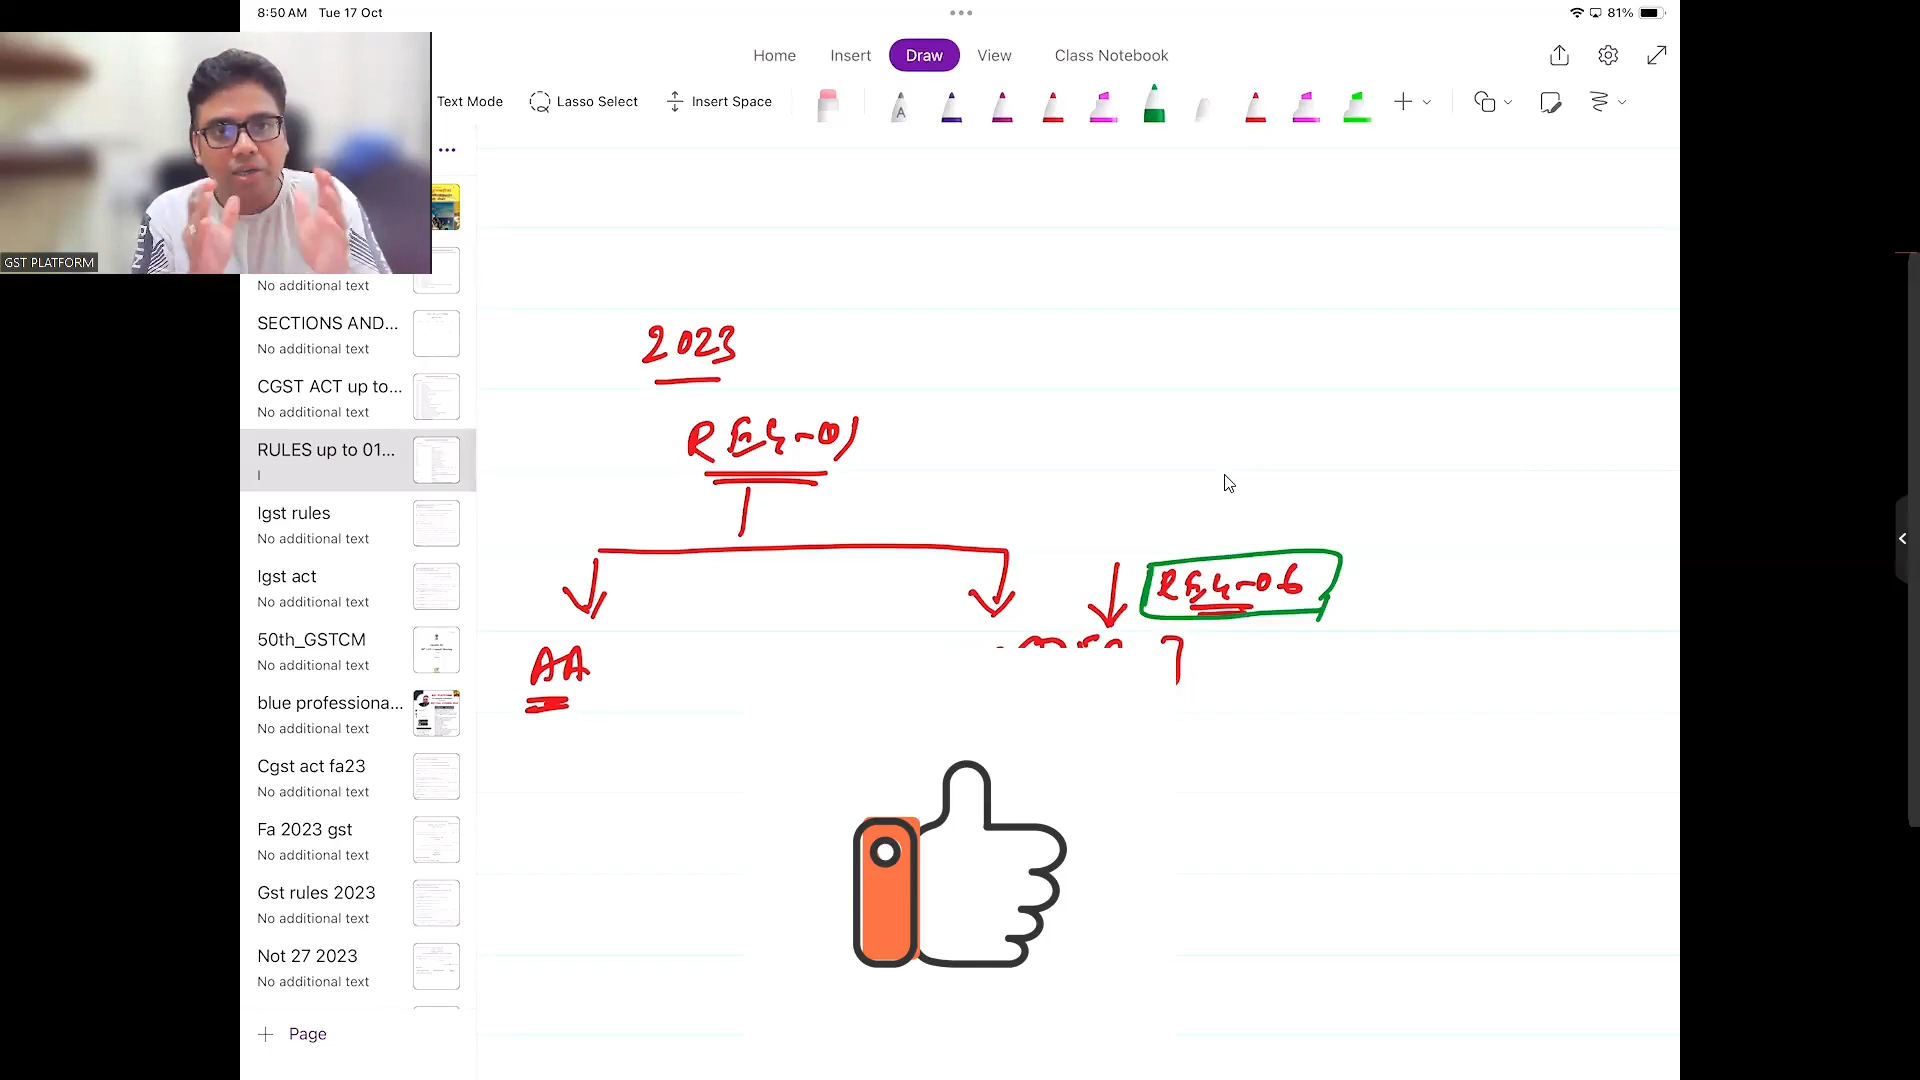 8:50 AM Tue 17 Oct
81%
Home Insert Draw View Class Notebook
Text Mode Lasso Select Insert Space
A
GST PLATFORM
No additional text
SECTIONS AND...
No additional text
CGST ACT up to...
No additional text
RULES up to 01...
I
Igst rules
No additional text
Igst act
No additional text
50th_GSTCM
No additional text
blue professiona...
No additional text
Cgst act fa23
No additional text
Fa 2023 gst
No additional text
Gst rules 2023
No additional text
Not 27 2023
No additional text
Page
2023
REG-01
REG-06
AA